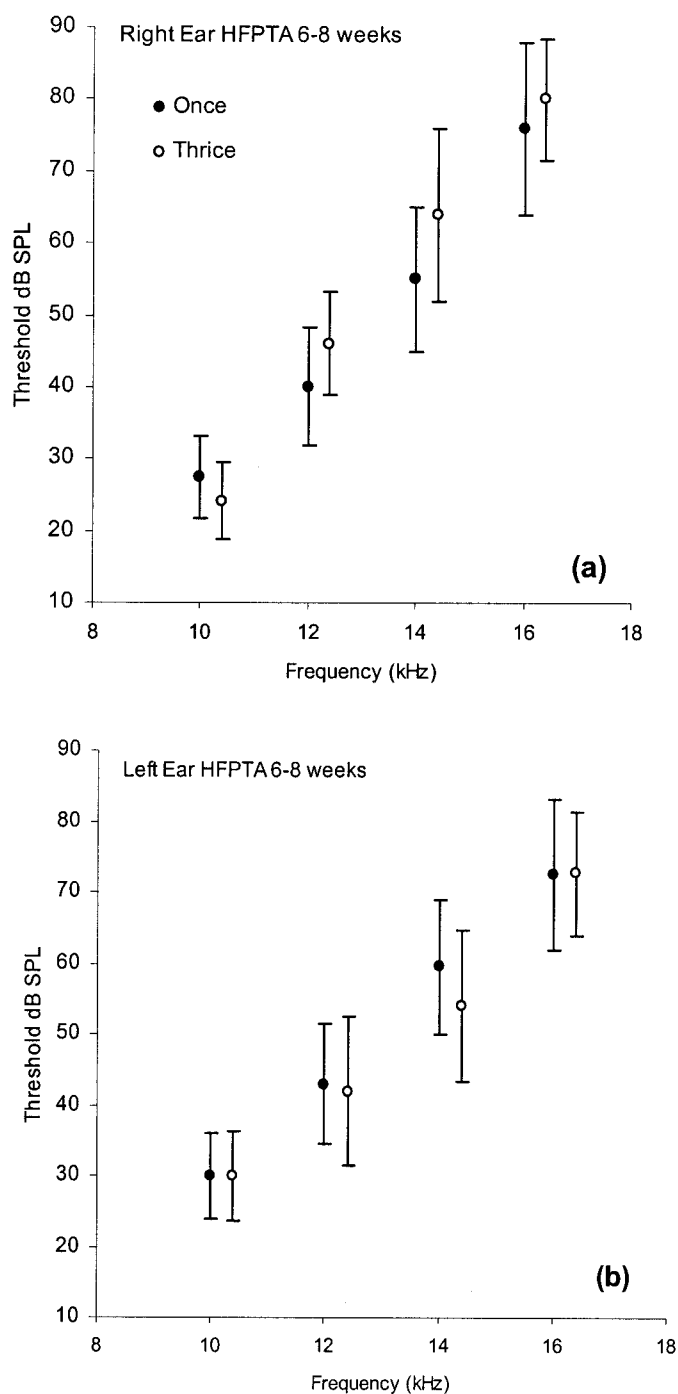 Right Ear HFPTA 6-8 weeks
Once
Thrice
90
80
70
60
50
40
30
20
10
Threshold dB SPL
(a)
8 10 12 14 16 18
Frequency (kHz)
Left Ear HFPTA 6-8 weeks
90
80
70
60
50
40
30
20
10
Threshold dB SPL
(b)
8 10 12 14 16 18
Frequency (kHz)